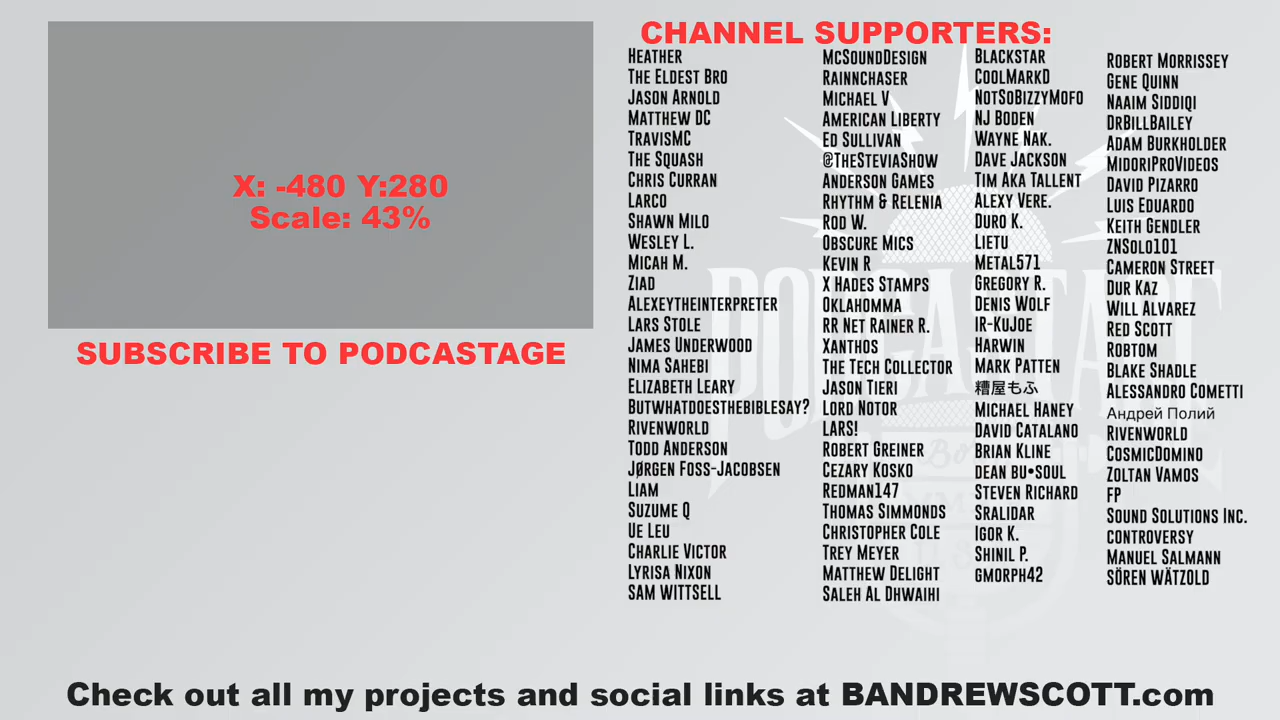 X: -480 Y:280
Scale: 43%
SUBSCRIBE TO PODCASTAGE
CHANNEL SUPPORTERS:
HEATHER
THE ELDEST BRO
JASON ARNOLD
MATTHEW DC
TRAVISMC
THE SQUASH
CHRIS CURRAN
LARCO
SHAWN MILO
WESLEY L.
MICAH M.
ZIAD
ALEXEYTHEINTERPRETER
LARS STOLE
JAMES UNDERWOOD
NIMA SAHEBI
ELIZABETH LEARY
BUTWHATDOESTHEBIBLESAY?
RIVENWORLD
TODD ANDERSON
JØRGEN FOSS-JACOBSEN
LIAM
SUZUME Q
UE LEU
CHARLIE VICTOR
LYRISA NIXON
SAM WITTSELL
MCSOUNDDESIGN
RAINNCHASER
MICHAEL V
AMERICAN LIBERTY
ED SULLIVAN
@THESTEVIASHOW
ANDERSON GAMES
RHYTHM & RELENIA
ROD W.
OBSCURE MICS
KEVIN R
X HADES STAMPS
OKLAHOMMA
RR NET RAINER R.
XANTHOS
THE TECH COLLECTOR
JASON TIERI
LORD NOTOR
LARS!
ROBERT GREINER
CEZARY KOSKO
REDMAN147
THOMAS SIMMONDS
CHRISTOPHER COLE
TREY MEYER
MATTHEW DELIGHT
SALEH AL DHWAIHI
BLACKSTAR
COOLMARKD
NOTSOBIZZYMOFO
NJ BODEN
WAYNE NAK.
DAVE JACKSON
TIM AKA TALLENT
ALEXY VERE.
DURO K.
LIETU
METAL571
GREGORY R.
DENIS WOLF
IR-KUJOE
HARWIN
MARK PATTEN
糟屋もふ
MICHAEL HANEY
DAVID CATALANO
BRIAN KLINE
DEAN BU•SOUL
STEVEN RICHARD
SRALIDAR
IGOR K.
SHINIL P.
GMORPH42
ROBERT MORRISSEY
GENE QUINN
NAAIM SIDDIQI
DRBILLBAILEY
ADAM BURKHOLDER
MIDORIPROVIDEOS
DAVID PIZARRO
LUIS EDUARDO
KEITH GENDLER
ZNSOLO101
CAMERON STREET
DUR KAZ
WILL ALVAREZ
RED SCOTT
ROBTOM
BLAKE SHADLE
ALESSANDRO COMETTI
Андрей Полий
RIVENWORLD
COSMICDOMINO
ZOLTAN VAMOS
FP
SOUND SOLUTIONS INC.
CONTROVERSY
MANUEL SALMANN
SÖREN WÄTZOLD
PODCASTAGE
Check out all my projects and social links at BANDREWSCOTT.com